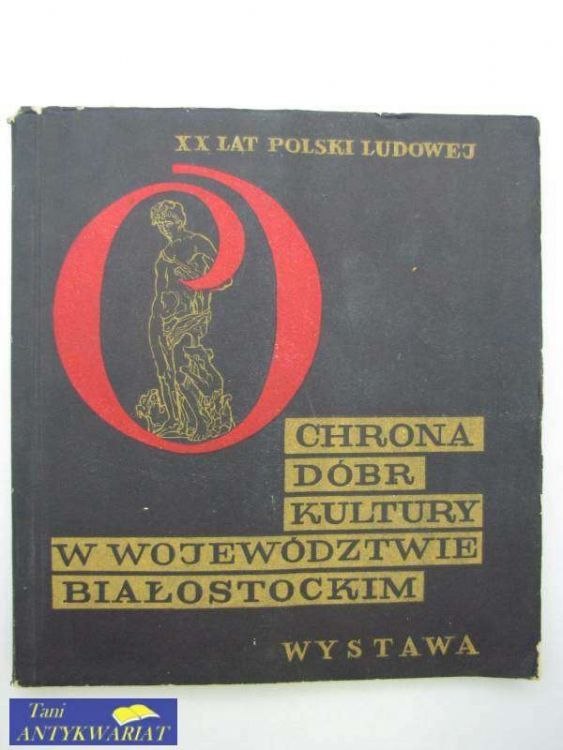 XX LAT POLSKI LUDOWEJ
OCHRONA
DÓBR
KULTURY
W WOJEWÓDZTWIE
BIAŁOSTOCKIM
WYSTAWA
Tani
ANTYKWARIAT